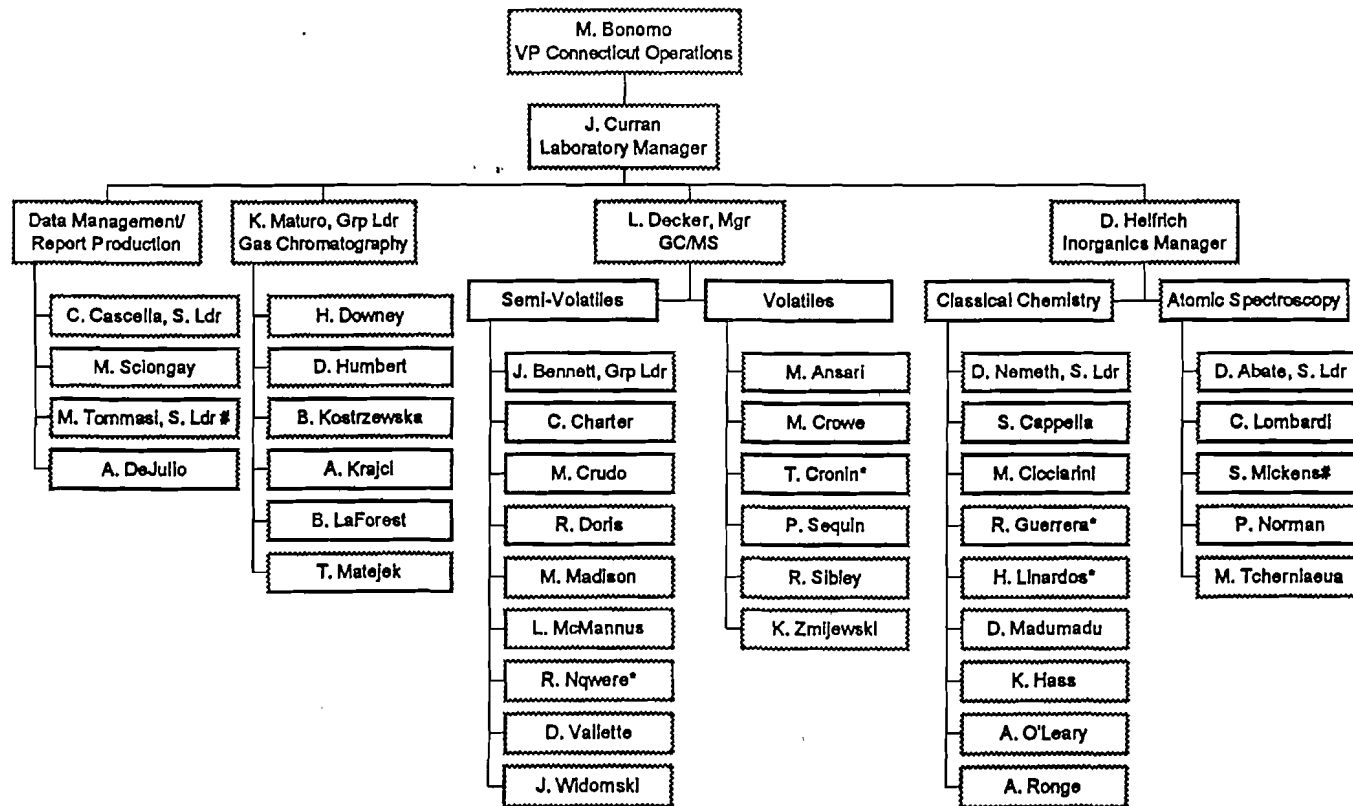 M. Bonomo
VP Connecticut Operations
J. Curran
Laboratory Manager
Data Management/
Report Production
C. Cascella, S. Ldr
M. Sciongay
M. Tommasi, S. Ldr #
A. DeJulio
K. Maturo, Grp Ldr
Gas Chromatography
H. Downey
D. Humbert
B. Kostrzewska
A. Krajci
B. LaForest
T. Matejek
L. Decker, Mgr
GC/MS
Semi-Volatiles
J. Bennett, Grp Ldr
C. Charter
M. Crudo
R. Doris
M. Madison
L. McMannus
R. Nqwere*
D. Vallette
J. Widomski
Volatiles
M. Ansari
M. Crowe
T. Cronin*
P. Sequin
R. Sibley
K. Zmijewski
D. Helfrich
Inorganics Manager
Classical Chemistry
D. Nemeth, S. Ldr
S. Cappella
M. Cicciarini
R. Guerrera*
H. Linardos*
D. Madumadu
K. Hass
A. O'Leary
A. Ronge
Atomic Spectroscopy
D. Abate, S. Ldr
C. Lombardi
S. Mickens#
P. Norman
M. Tcherniaeua